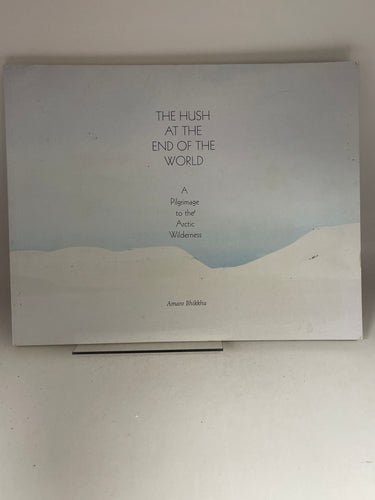 THE HUSH
AT THE
END OF THE
WORLD
A
Pilgrimage
to the
Arctic
Wilderness
Amaro Bhikkhu